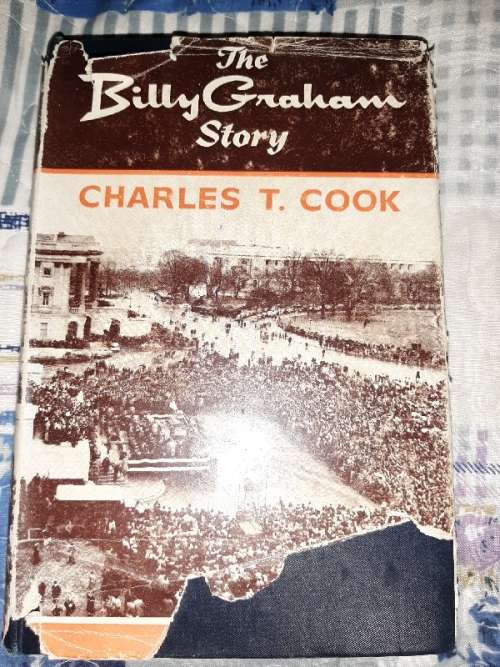 The
Billy Graham
Story
CHARLES T. COOK